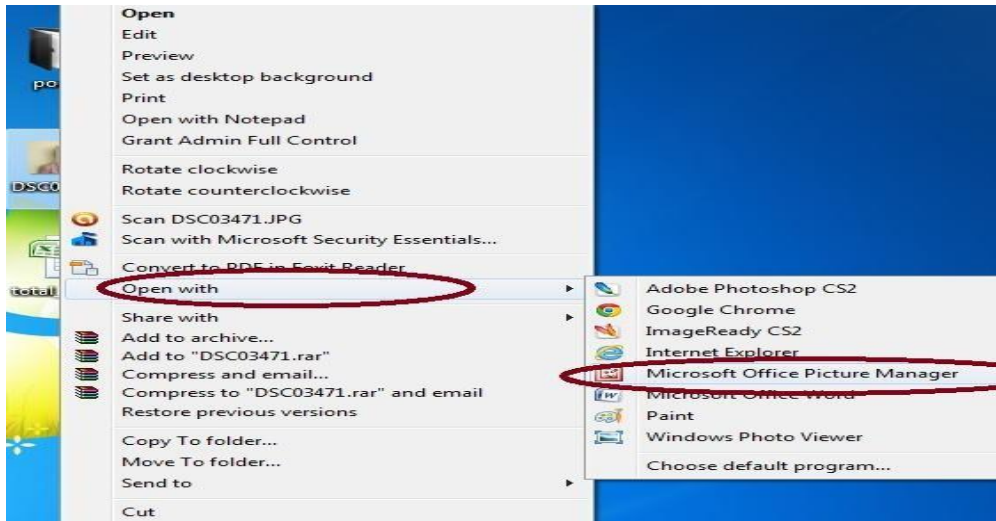 Open
Edit
Preview
po
Set as desktop background
Print
Open with Notepad
Grant Admin Full Control
Rotate clockwise
DSC0
Rotate counterclockwise
Scan DSC03471.JPG
Scan with Microsoft Security Essentials...
Convert to PDF in Foxit Reader
total
Open with
Share with
Add to archive...
Add to "DSC03471.rar"
Compress and email...
Compress to "DSC03471.rar" and email
Restore previous versions
Copy To folder...
Move To folder...
Send to
Cut
Adobe Photoshop CS2
Google Chrome
ImageReady CS2
Internet Explorer
Microsoft Office Picture Manager
Microsoft Office Word
Paint
Windows Photo Viewer
Choose default program...